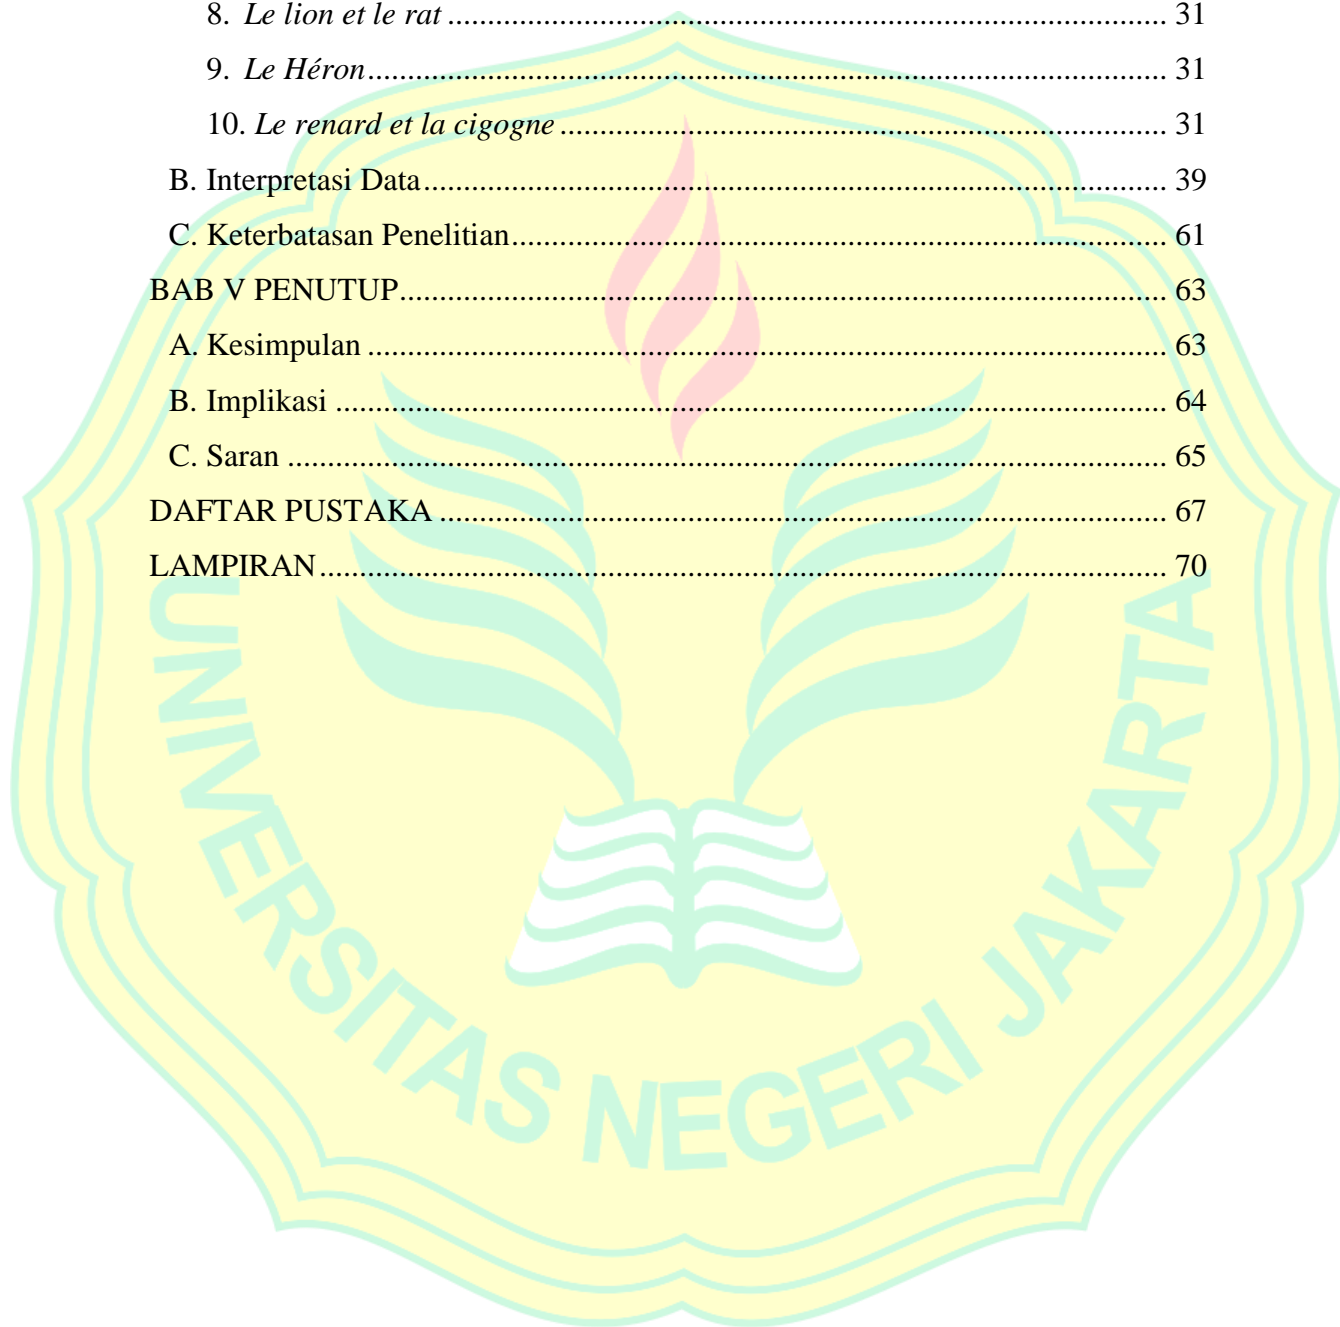 8. Le lion et le rat ........................................................................................ 31
9. Le Héron .................................................................................................. 31
10. Le renard et la cigogne .......................................................................... 31
B. Interpretasi Data ........................................................................................... 39
C. Keterbatasan Penelitian ................................................................................ 61
BAB V PENUTUP .............................................................................................. 63
A. Kesimpulan .................................................................................................. 63
B. Implikasi ...................................................................................................... 64
C. Saran ............................................................................................................ 65
DAFTAR PUSTAKA .......................................................................................... 67
LAMPIRAN ........................................................................................................ 70
UNIVERSITAS NEGERI JAKARTA